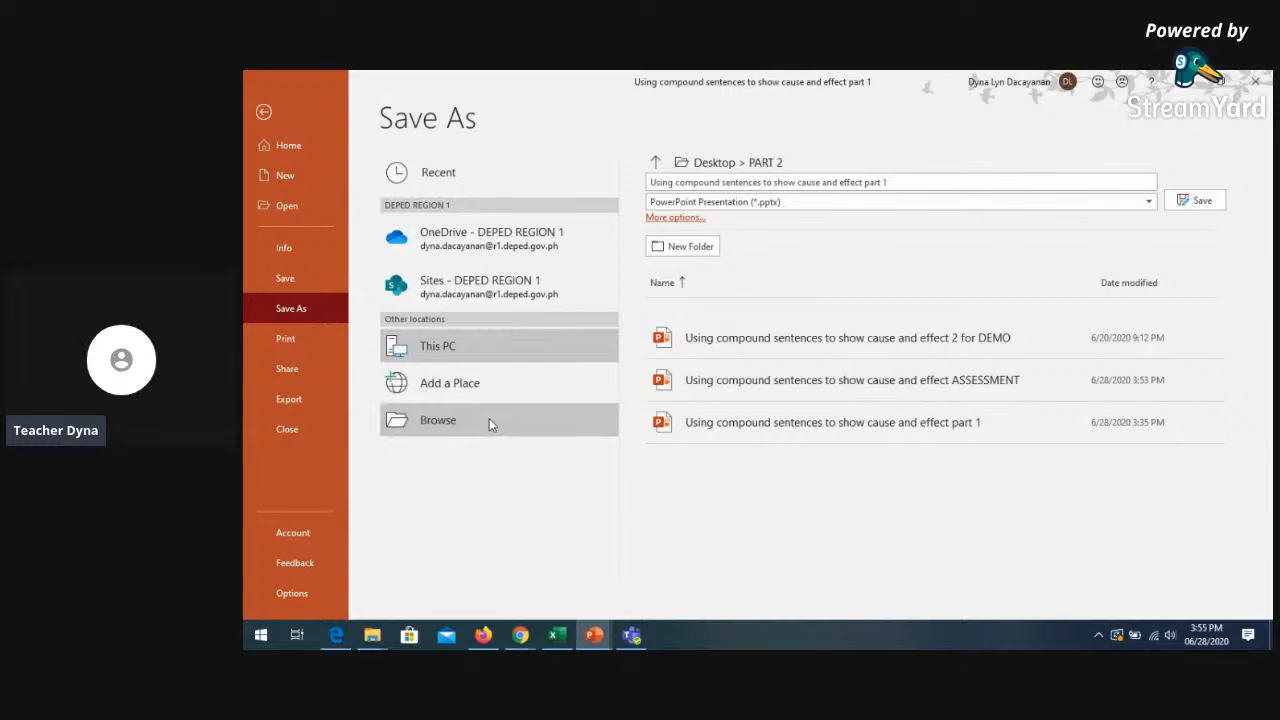 Powered by
StreamYard
Using compound sentences to show cause and effect part 1
Dyna Lyn Dacayanan
DL
?
Save As
Home
New
Open
Info
Save
Save As
Print
Share
Export
Close
Account
Feedback
Options
Recent
DEPED REGION 1
OneDrive - DEPED REGION 1
dyna.dacayanan@r1.deped.gov.ph
Sites - DEPED REGION 1
dyna.dacayanan@r1.deped.gov.ph
Other locations
This PC
Add a Place
Browse
Desktop > PART 2
Using compound sentences to show cause and effect part 1
PowerPoint Presentation (*.pptx)
Save
More options...
New Folder
Name
Date modified
Using compound sentences to show cause and effect 2 for DEMO
6/20/2020 9:12 PM
Using compound sentences to show cause and effect ASSESSMENT
6/28/2020 3:53 PM
Using compound sentences to show cause and effect part 1
6/28/2020 3:35 PM
Teacher Dyna
3:55 PM
06/28/2020